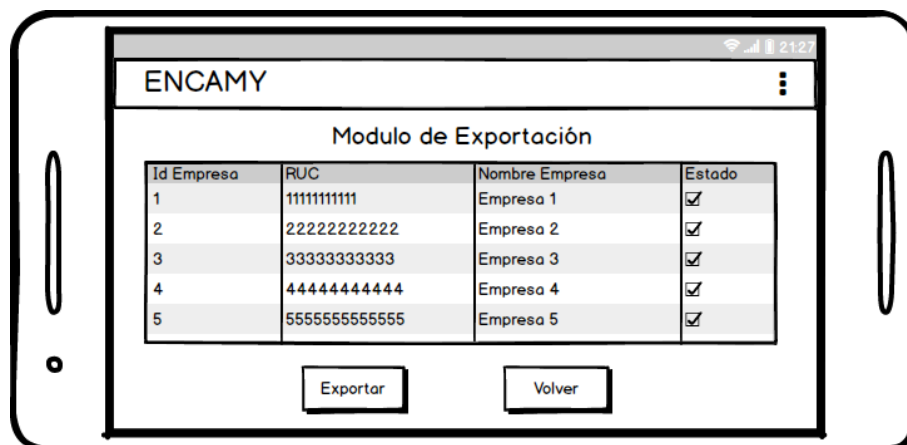 21:27
ENCAMY
Modulo de Exportación
Id Empresa RUC Nombre Empresa Estado
1 11111111111 Empresa 1
2 22222222222 Empresa 2
3 33333333333 Empresa 3
4 44444444444 Empresa 4
5 5555555555555 Empresa 5
Exportar Volver